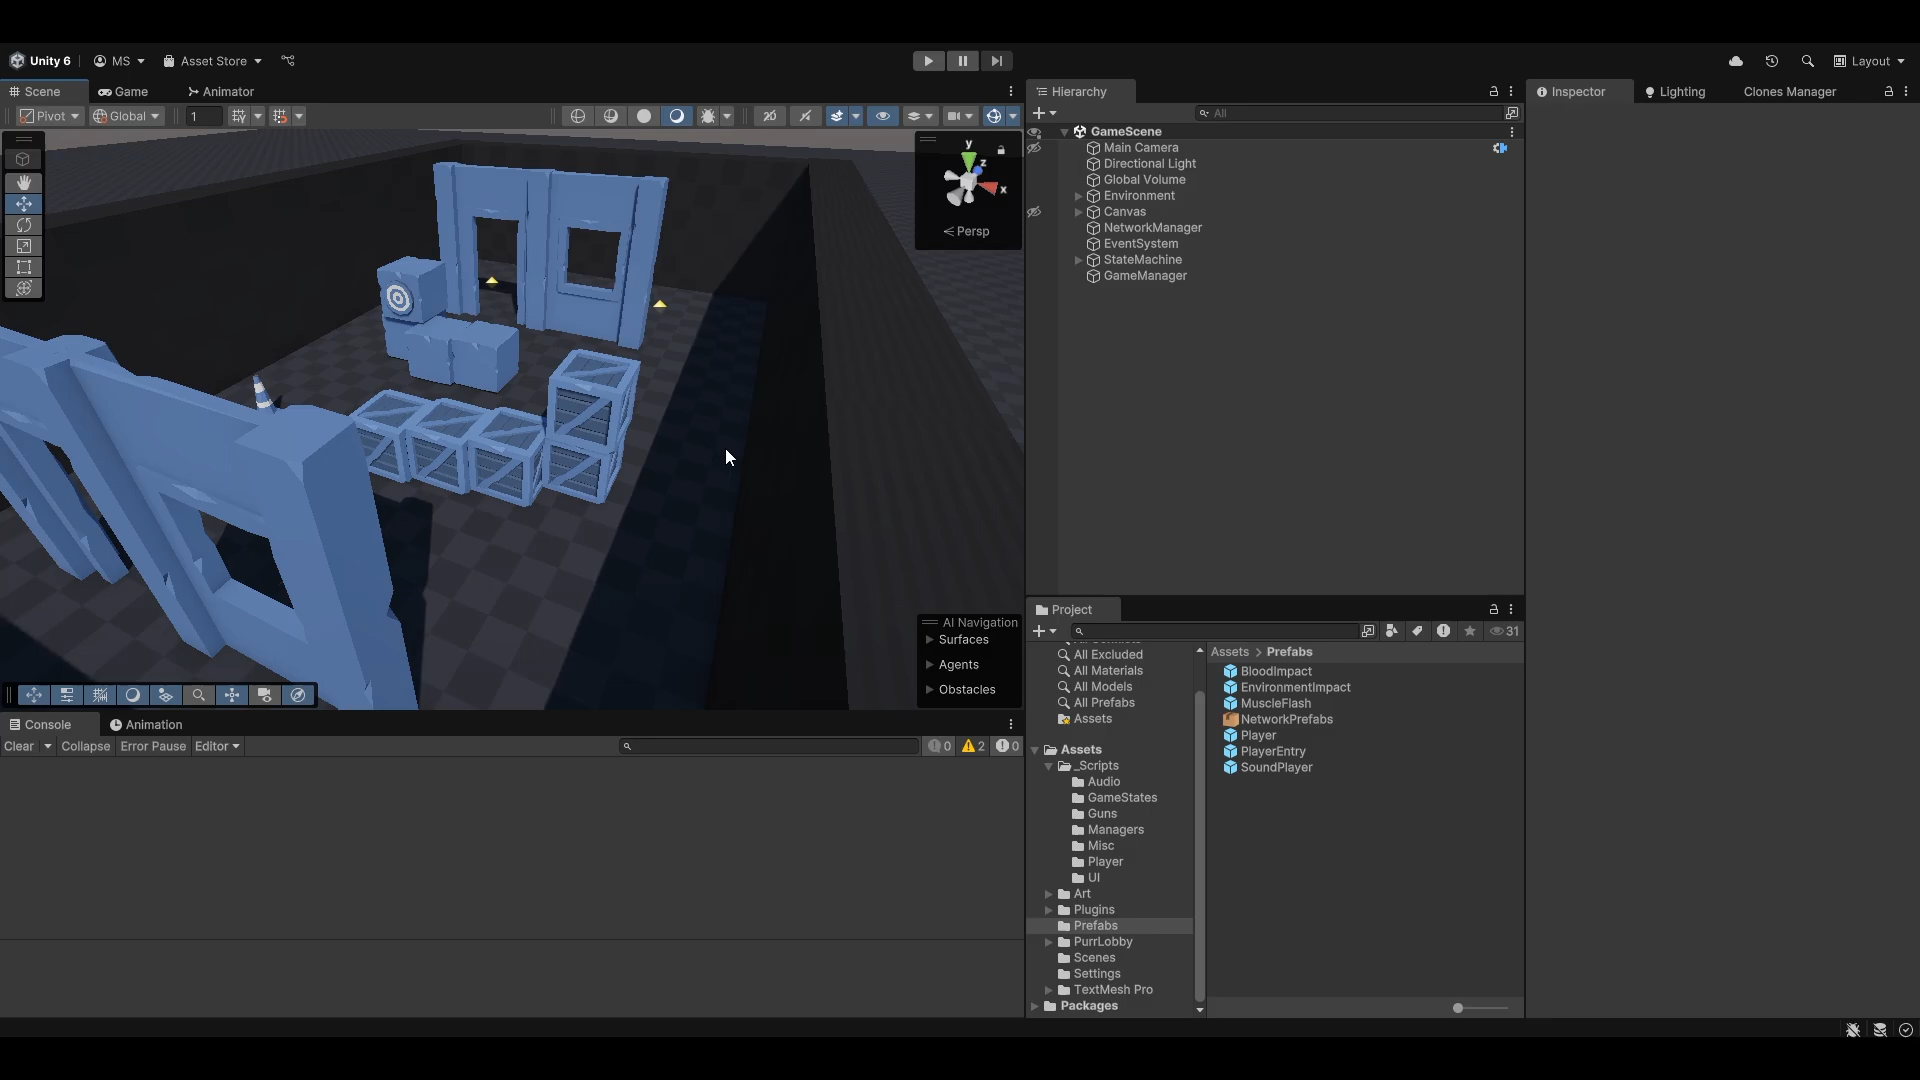 Unity 6
MS
Asset Store
Layout
Scene
Game
Animator
Pivot
Global
1
2D
y
z
x
Persp
AI Navigation
Surfaces
Agents
Obstacles
Console
Animation
Clear
Collapse
Error Pause
Editor
0
2
0
Hierarchy
All
GameScene
Main Camera
Directional Light
Global Volume
Environment
Canvas
NetworkManager
EventSystem
StateMachine
GameManager
Project
31
All Excluded
All Materials
All Models
All Prefabs
Assets
Assets
_Scripts
Audio
GameStates
Guns
Managers
Misc
Player
UI
Art
Plugins
Prefabs
PurrLobby
Scenes
Settings
TextMesh Pro
Packages
Assets > Prefabs
BloodImpact
EnvironmentImpact
MuscleFlash
NetworkPrefabs
Player
PlayerEntry
SoundPlayer
Inspector
Lighting
Clones Manager